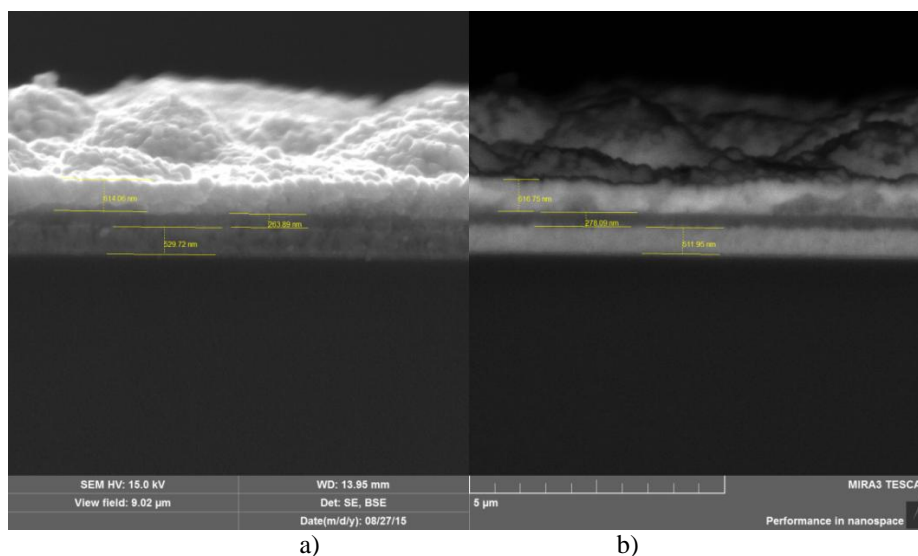 614.06 nm
263.89 nm
529.72 nm
616.75 nm
278.09 nm
511.95 nm
SEM HV: 15.0 kV
WD: 13.95 mm
View field: 9.02 µm
Det: SE, BSE
Date(m/d/y): 08/27/15
5 µm
MIRA3 TESCA
Performance in nanospace
a)
b)